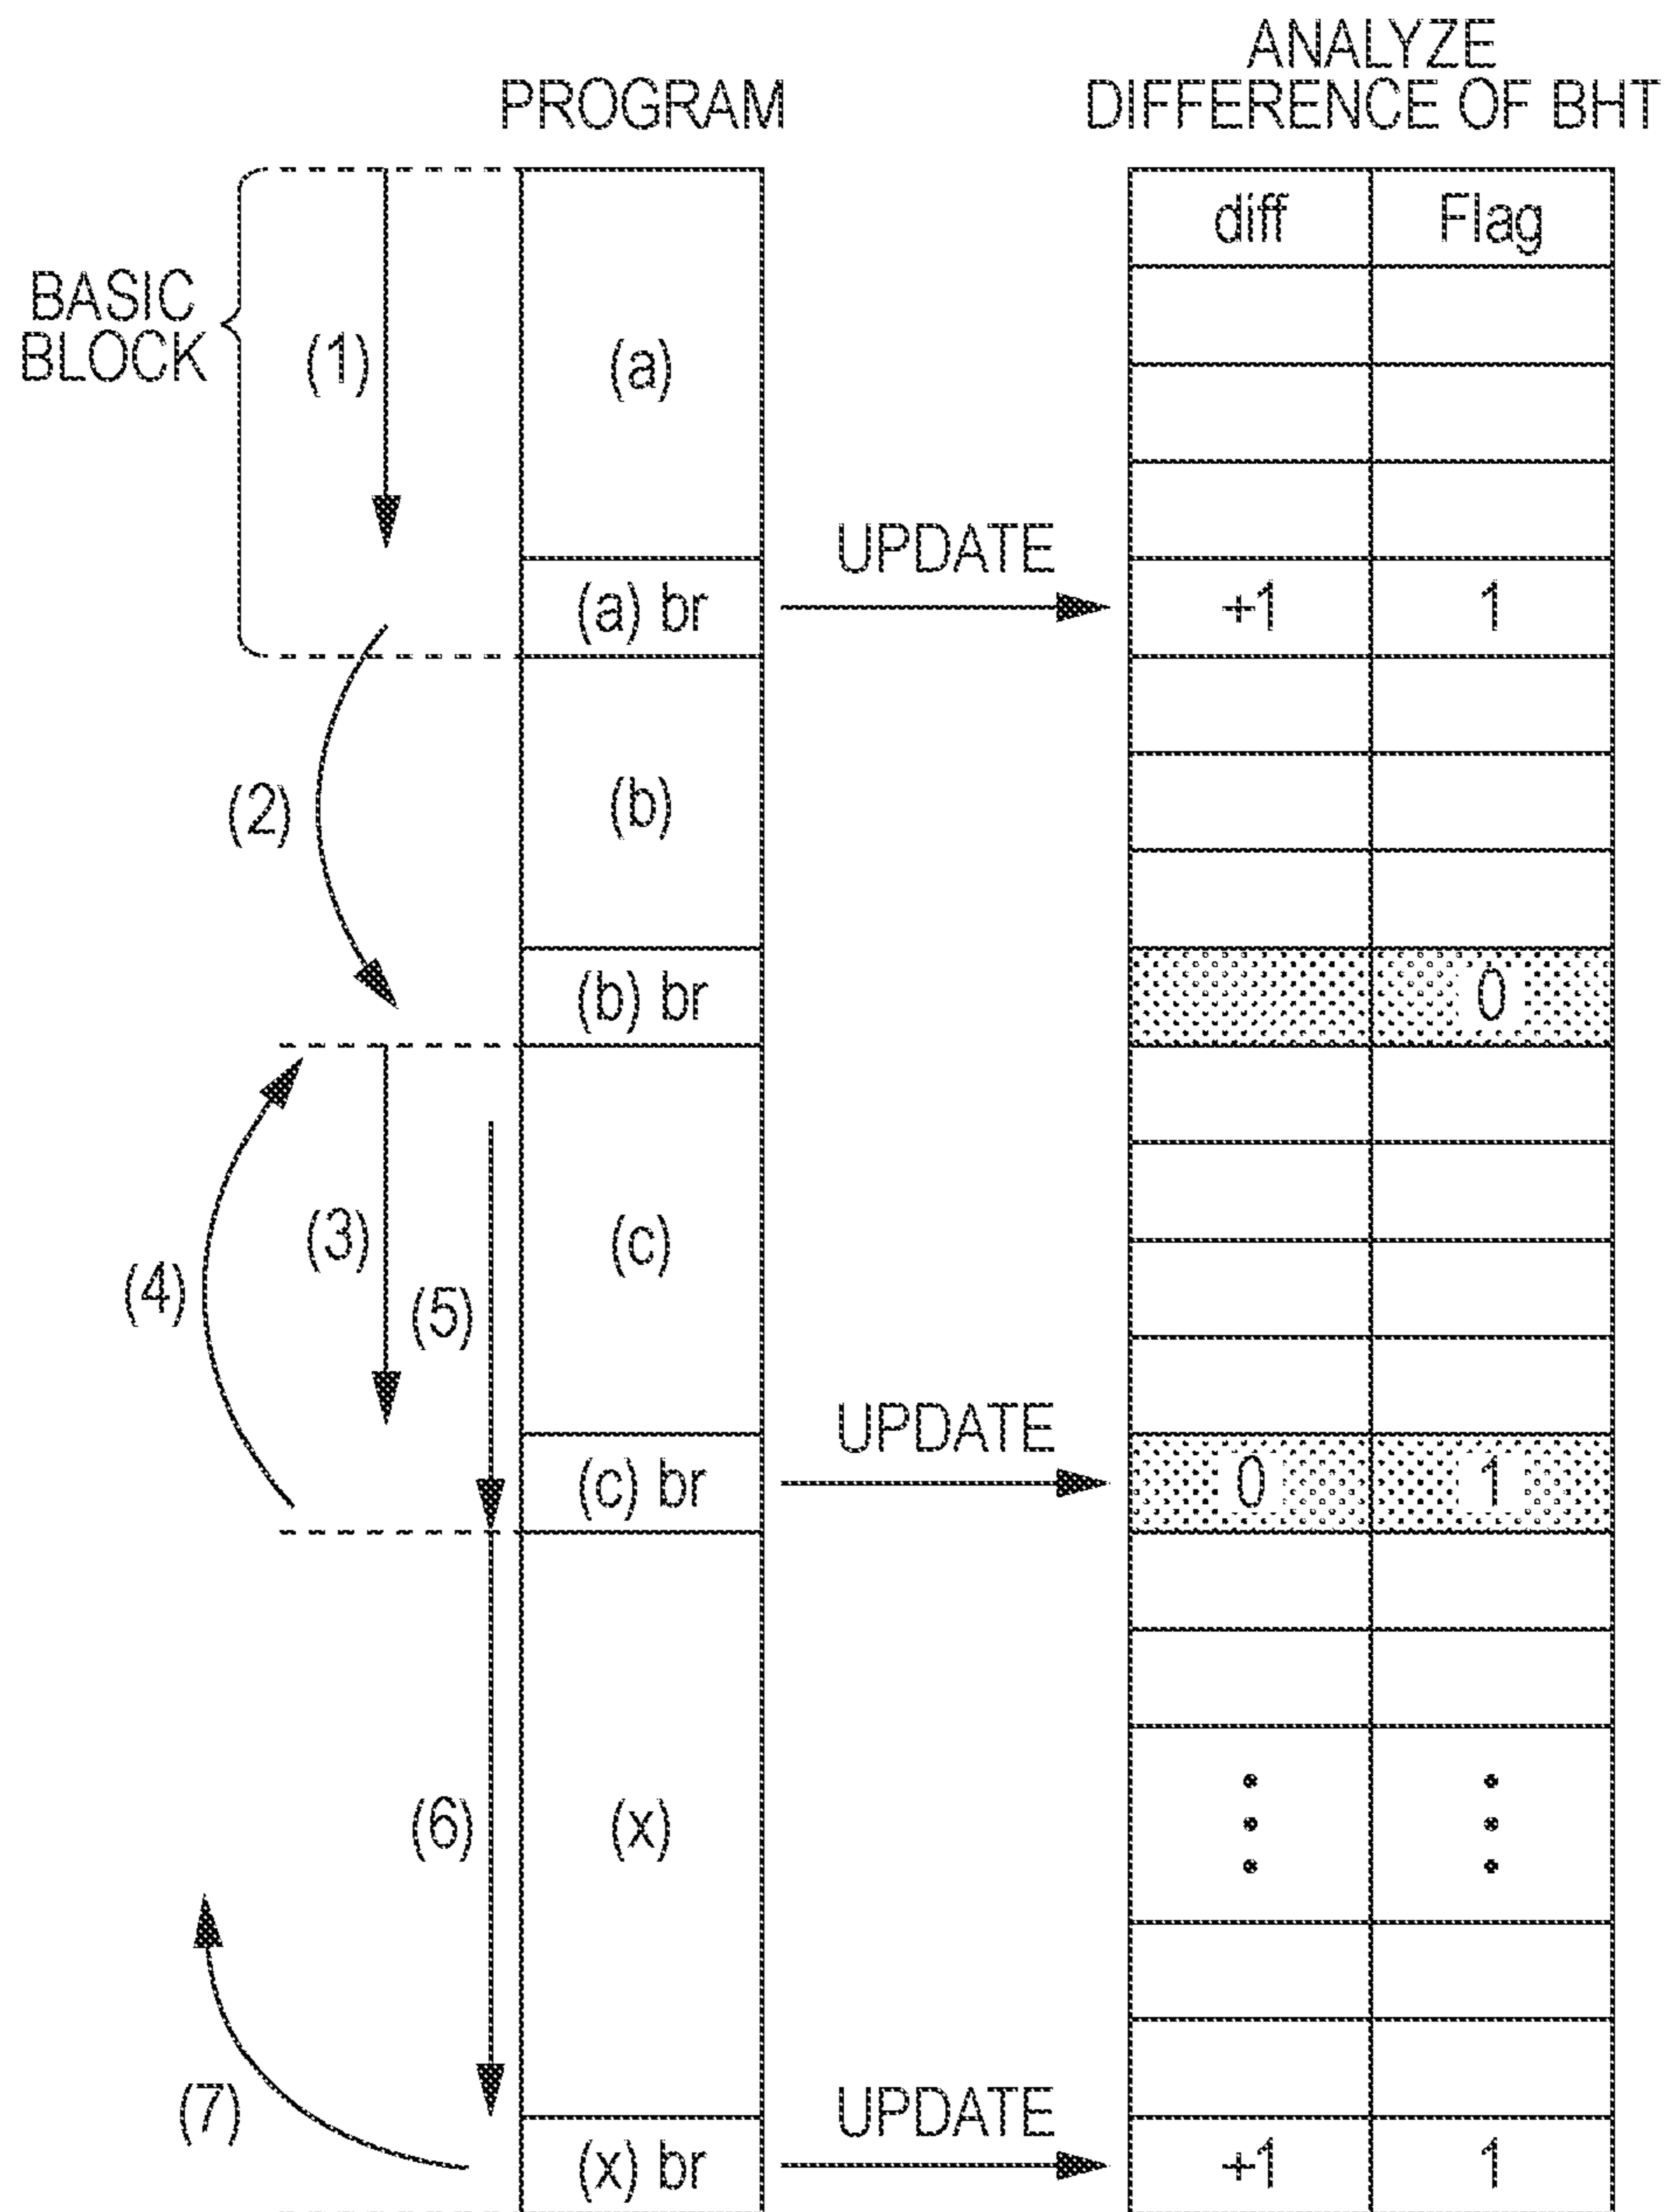 PROGRAM
ANALYZE
DIFFERENCE OF BHT
diff Flag
BASIC
BLOCK
(1)
(a)
UPDATE
(a) br
+1 1
(2)
(b)
(b) br
0
(3)
(4)
(5)
(c)
UPDATE
(c) br
0 1
(6)
(x)
(7)
UPDATE
(x) br
+1 1